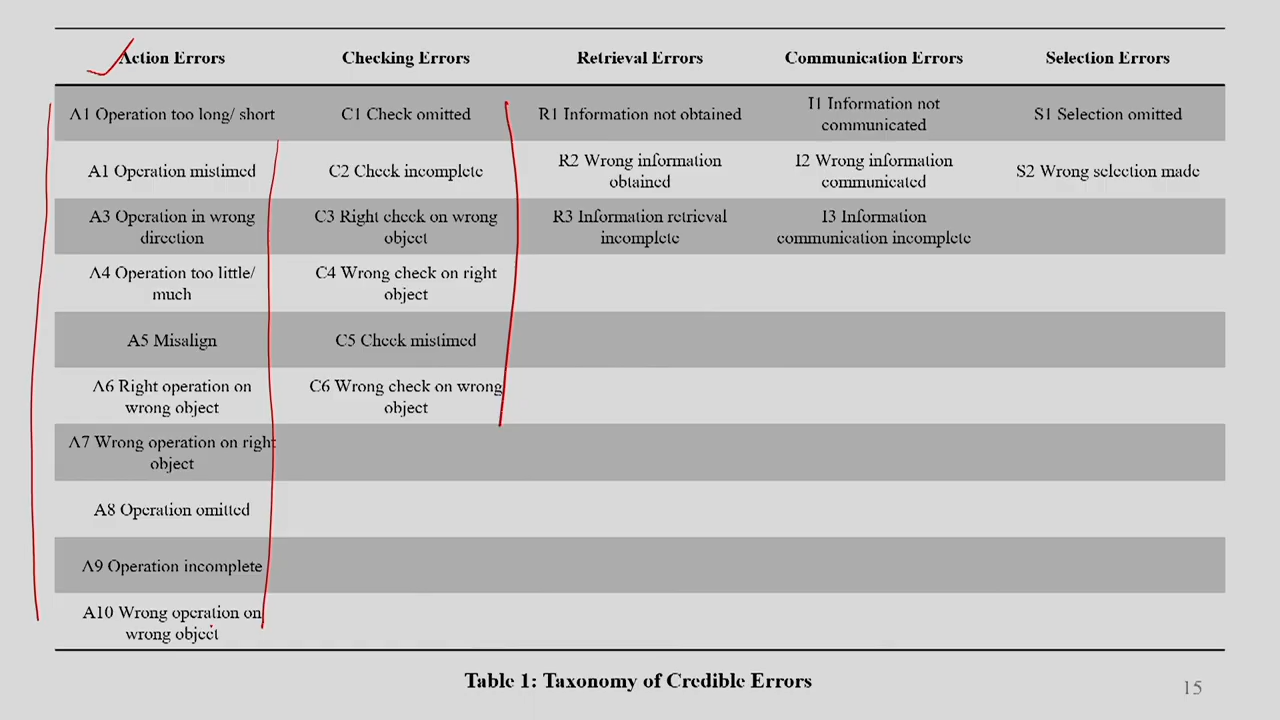 Action Errors Checking Errors Retrieval Errors Communication Errors Selection Errors
A1 Operation too long/ short C1 Check omitted R1 Information not obtained I1 Information not communicated S1 Selection omitted
A1 Operation mistimed C2 Check incomplete R2 Wrong information obtained I2 Wrong information communicated S2 Wrong selection made
A3 Operation in wrong direction C3 Right check on wrong object R3 Information retrieval incomplete I3 Information communication incomplete
A4 Operation too little/ much C4 Wrong check on right object
A5 Misalign C5 Check mistimed
A6 Right operation on wrong object C6 Wrong check on wrong object
A7 Wrong operation on right object
A8 Operation omitted
A9 Operation incomplete
A10 Wrong operation on wrong object
Table 1: Taxonomy of Credible Errors
15